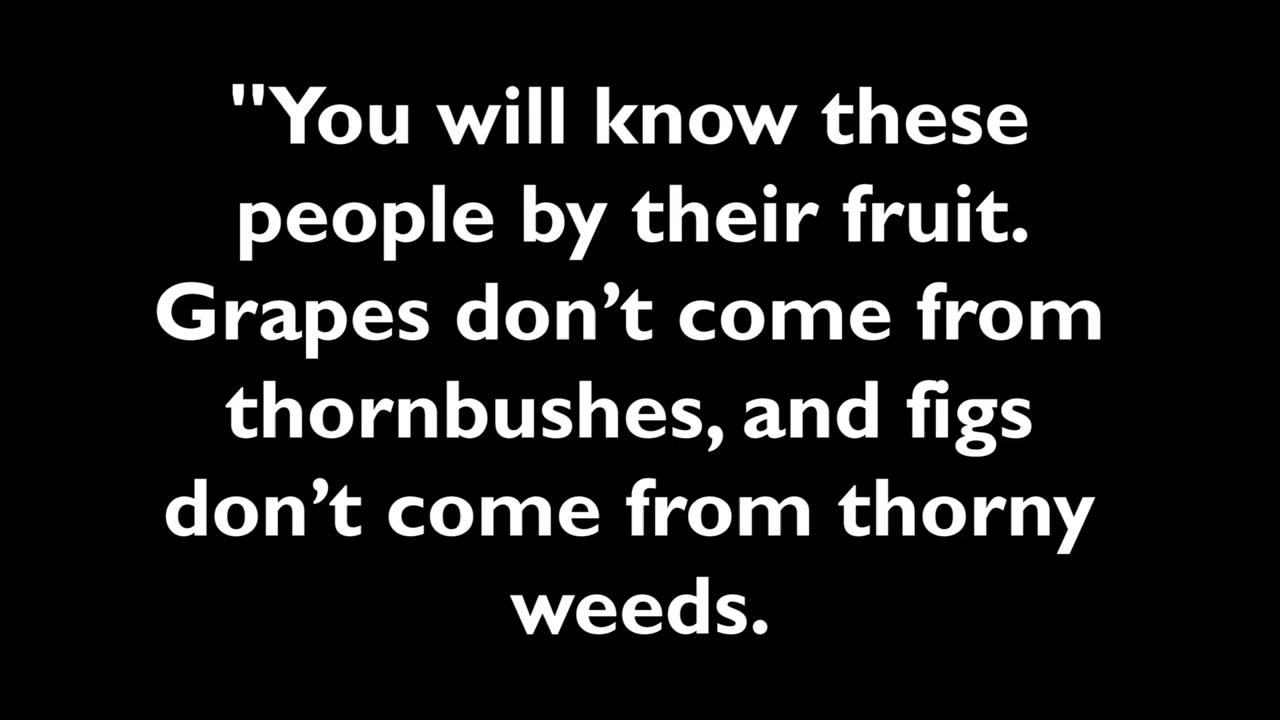 "You will know these
people by their fruit.
Grapes don’t come from
thornbushes, and figs
don’t come from thorny
weeds.